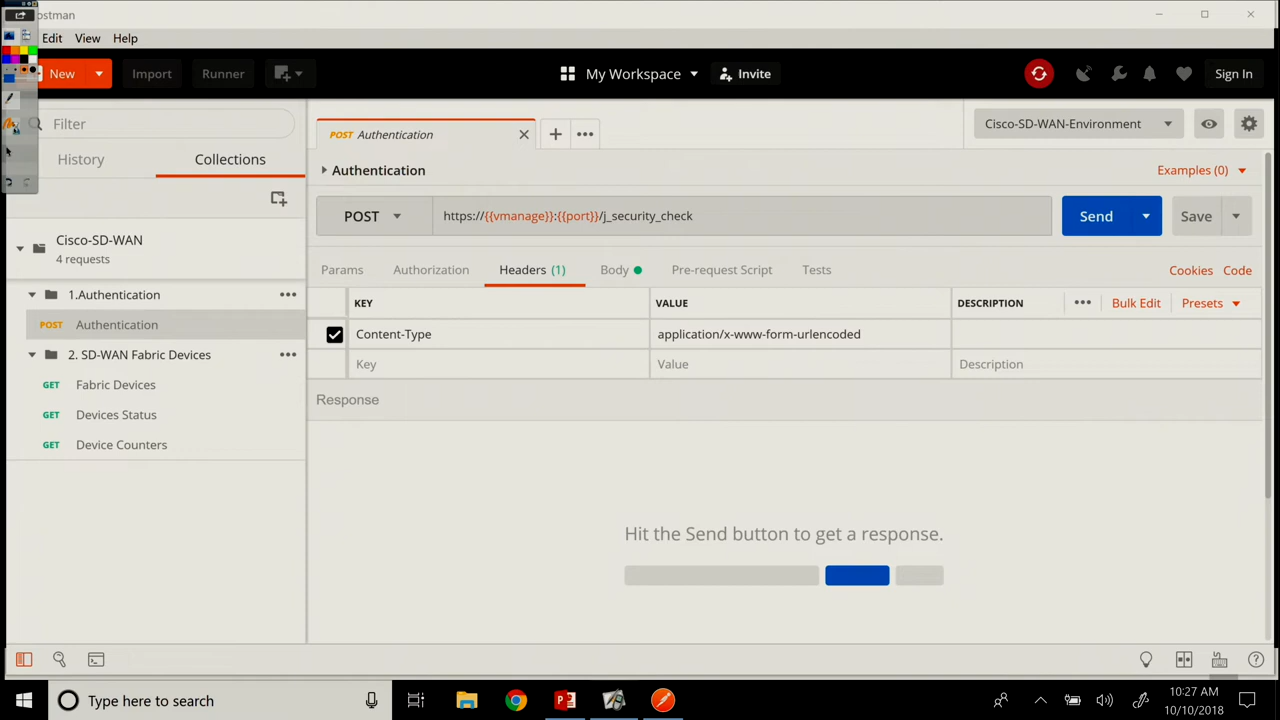 ostman
Edit View Help
New Import Runner My Workspace Invite Sign In
Filter
History Collections
Cisco-SD-WAN
4 requests
1.Authentication
POST Authentication
2. SD-WAN Fabric Devices
GET Fabric Devices
GET Devices Status
GET Device Counters
POST Authentication
Cisco-SD-WAN-Environment
Authentication
Examples (0)
POST https://{{vmanage}}:{{port}}/j_security_check Send Save
Params Authorization Headers (1) Body Pre-request Script Tests Cookies Code
KEY VALUE DESCRIPTION Bulk Edit Presets
Content-Type application/x-www-form-urlencoded
Key Value Description
Response
Hit the Send button to get a response.
Type here to search
10:27 AM
10/10/2018